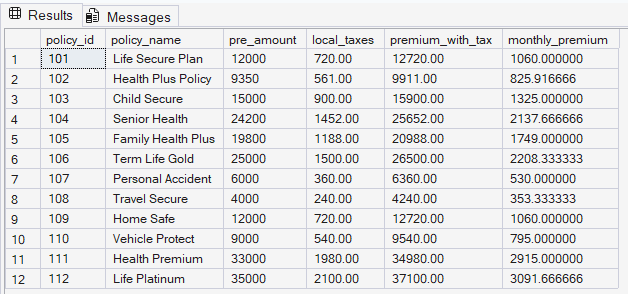 Results Messages
policy_id policy_name pre_amount local_taxes premium_with_tax monthly_premium
1 101 Life Secure Plan 12000 720.00 12720.00 1060.000000
2 102 Health Plus Policy 9350 561.00 9911.00 825.916666
3 103 Child Secure 15000 900.00 15900.00 1325.000000
4 104 Senior Health 24200 1452.00 25652.00 2137.666666
5 105 Family Health Plus 19800 1188.00 20988.00 1749.000000
6 106 Term Life Gold 25000 1500.00 26500.00 2208.333333
7 107 Personal Accident 6000 360.00 6360.00 530.000000
8 108 Travel Secure 4000 240.00 4240.00 353.333333
9 109 Home Safe 12000 720.00 12720.00 1060.000000
10 110 Vehicle Protect 9000 540.00 9540.00 795.000000
11 111 Health Premium 33000 1980.00 34980.00 2915.000000
12 112 Life Platinum 35000 2100.00 37100.00 3091.666666